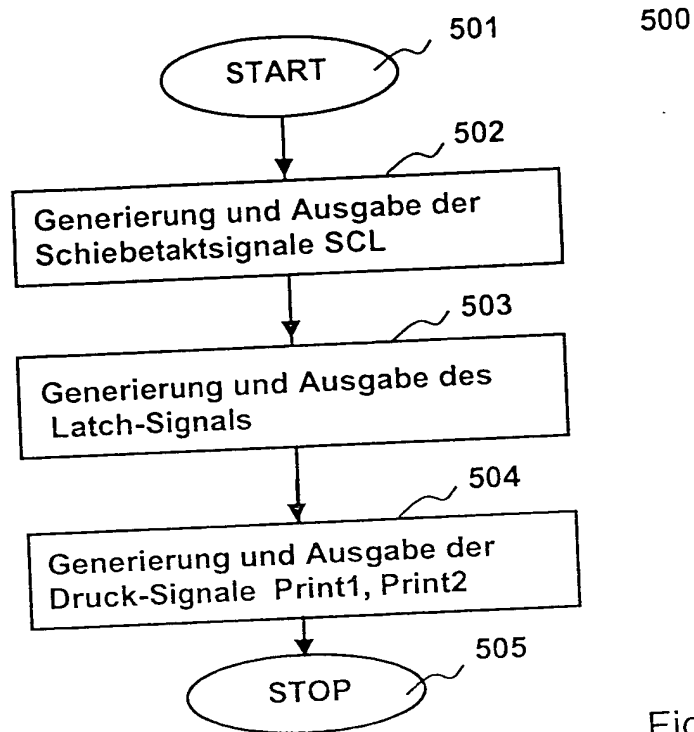 500
501
START
502
Generierung und Ausgabe der
Schiebetaktsignale SCL
503
Generierung und Ausgabe des
Latch-Signals
504
Generierung und Ausgabe der
Druck-Signale Print1, Print2
505
STOP